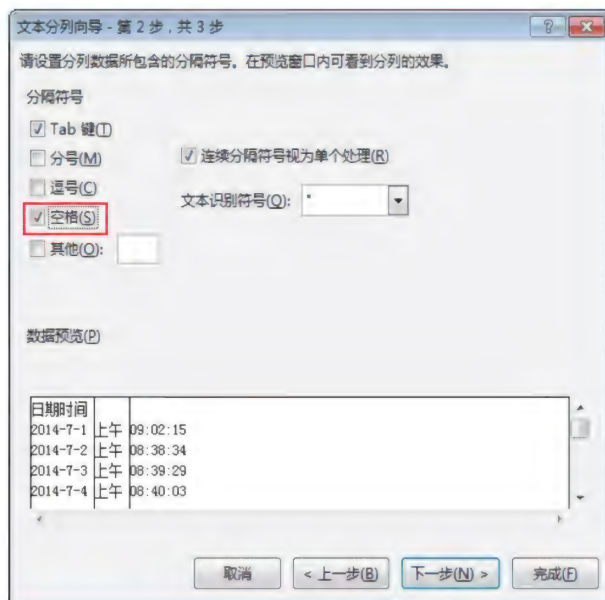 文本分列向导 - 第 2 步，共 3 步
请设置分列数据所包含的分隔符号。在预览窗口内可看到分列的效果。
分隔符号
Tab 键(T)
分号(M)
连续分隔符号视为单个处理(R)
逗号(C)
文本识别符号(Q): "
空格(S)
其他(O):
数据预览(P)
日期时间
2014-7-1 上午 09:02:15
2014-7-2 上午 08:38:34
2014-7-3 上午 08:39:29
2014-7-4 上午 08:40:03
取消 < 上一步(B) 下一步(N) > 完成(F)